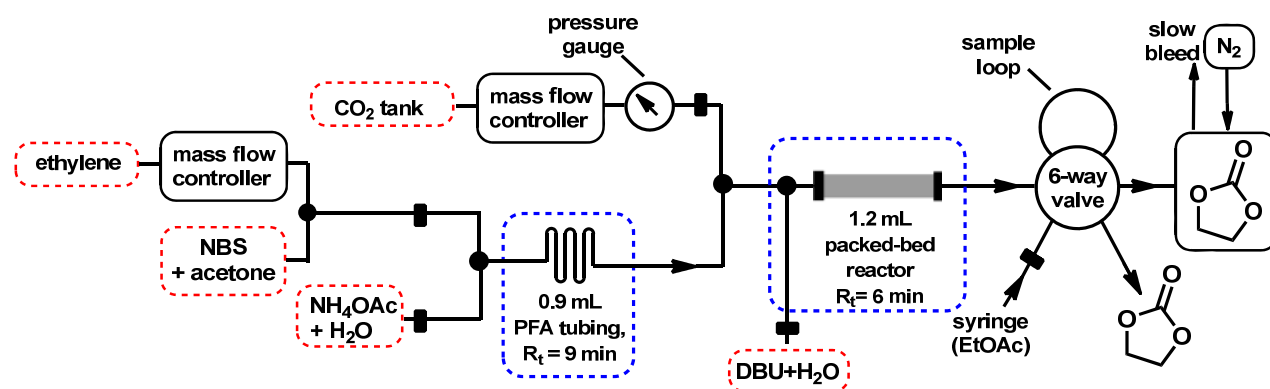 pressure
gauge
sample
loop
slow
bleed
N2
CO2 tank
mass flow
controller
ethylene
mass flow
controller
O
O
O
6-way
valve
NBS
+ acetone
1.2 mL
packed-bed
reactor
Rt= 6 min
NH4OAc
+ H2O
0.9 mL
PFA tubing,
Rt = 9 min
syringe
(EtOAc)
O
O
O
DBU+H2O